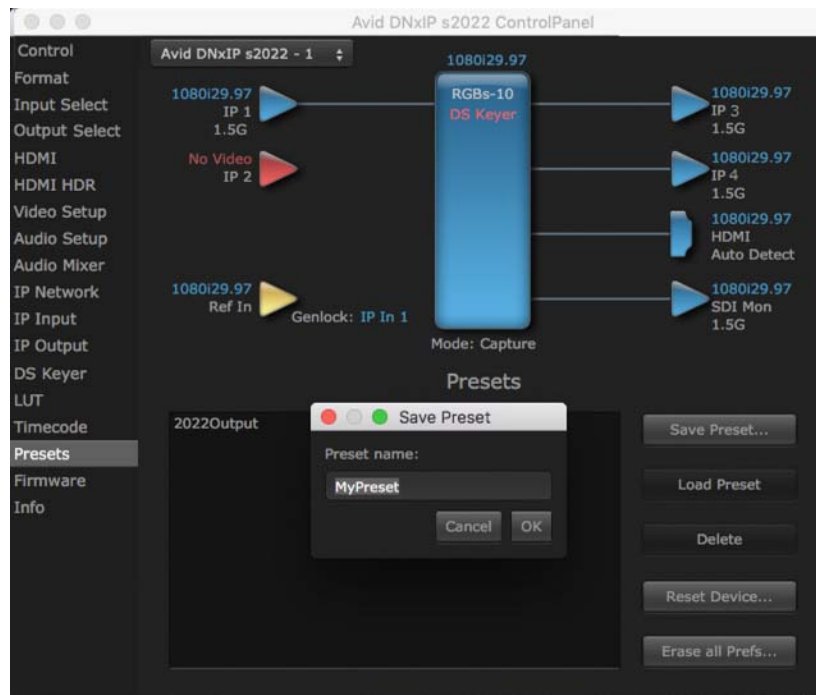 Avid DNxIP s2022 ControlPanel
Control
Format
Input Select
Output Select
HDMI
HDMI HDR
Video Setup
Audio Setup
Audio Mixer
IP Network
IP Input
IP Output
DS Keyer
LUT
Timecode
Presets
Firmware
Info
Avid DNxIP s2022 - 1
1080i29.97
1080i29.97
IP 1
1.5G
No Video
IP 2
1080i29.97
Ref In
Genlock: IP In 1
RGBs-10
DS Keyer
Mode: Capture
1080i29.97
IP 3
1.5G
1080i29.97
IP 4
1.5G
1080i29.97
HDMI
Auto Detect
1080i29.97
SDI Mon
1.5G
Presets
2022Output
Save Preset
Preset name:
MyPreset
Cancel OK
Save Preset...
Load Preset
Delete
Reset Device...
Erase all Prefs...